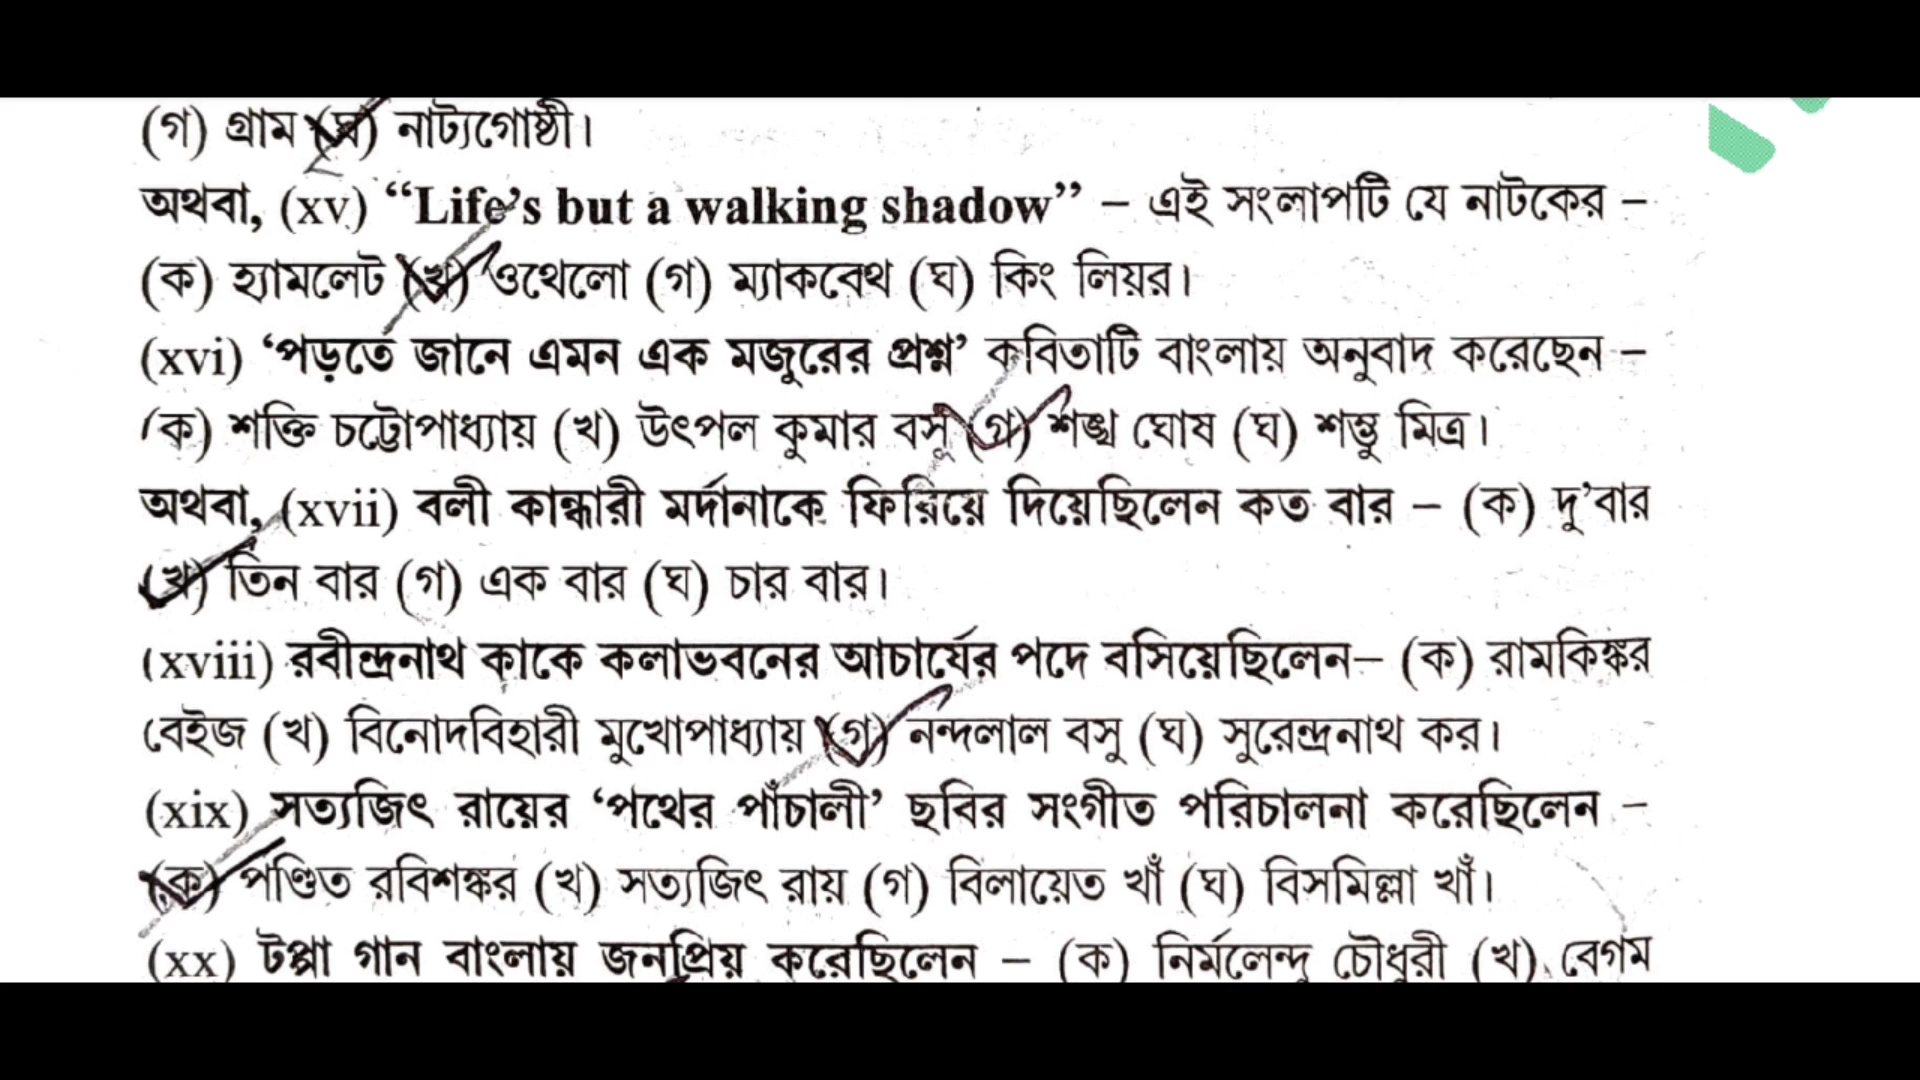 (গ) গ্রাম (ঘ) নাট্যগোষ্ঠী।
অথবা, (xv) “Life’s but a walking shadow” – এই সংলাপটি যে নাটকের –
(ক) হ্যামলেট (খ) ওথেলো (গ) ম্যাকবেথ (ঘ) কিং লিয়র।
(xvi) ‘পড়তে জানে এমন এক মজুরের প্রশ্ন’ কবিতাটি বাংলায় অনুবাদ করেছেন –
(ক) শক্তি চট্টোপাধ্যায় (খ) উৎপল কুমার বসু (গ) শঙ্খ ঘোষ (ঘ) শম্ভু মিত্র।
অথবা, (xvii) বলী কান্ধারী মর্দানাকে ফিরিয়ে দিয়েছিলেন কত বার – (ক) দু’বার
(খ) তিন বার (গ) এক বার (ঘ) চার বার।
(xviii) রবীন্দ্রনাথ কাকে কলাভবনের আচার্যের পদে বসিয়েছিলেন– (ক) রামকিঙ্কর
বেইজ (খ) বিনোদবিহারী মুখোপাধ্যায় (গ) নন্দলাল বসু (ঘ) সুরেন্দ্রনাথ কর।
(xix) সত্যজিৎ রায়ের ‘পথের পাঁচালী’ ছবির সংগীত পরিচালনা করেছিলেন –
(ক) পণ্ডিত রবিশঙ্কর (খ) সত্যজিৎ রায় (গ) বিলায়েত খাঁ (ঘ) বিসমিল্লা খাঁ।
(xx) টপ্পা গান বাংলায় জনপ্রিয় করেছিলেন – (ক) নির্মলেন্দু চৌধুরী (খ) বেগম